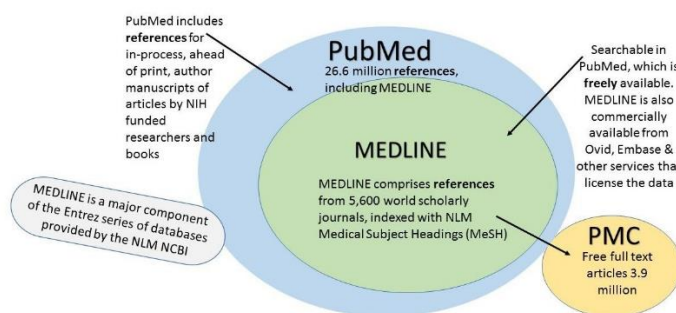 PubMed includes
references for
in-process, ahead
of print, author
manuscripts of
articles by NIH
funded
researchers and
books
PubMed
26.6 million references,
including MEDLINE
Searchable in
PubMed, which is
freely available.
MEDLINE is also
commercially
available from
Ovid, Embase &
other services tha
license the data
MEDLINE
MEDLINE comprises references
from 5,600 world scholarly
journals, indexed with NLM
Medical Subject Headings (MeSH)
MEDLINE is a major component
of the Entrez series of databases
provided by the NLM NCBI
PMC
Free full text
articles 3.9
million